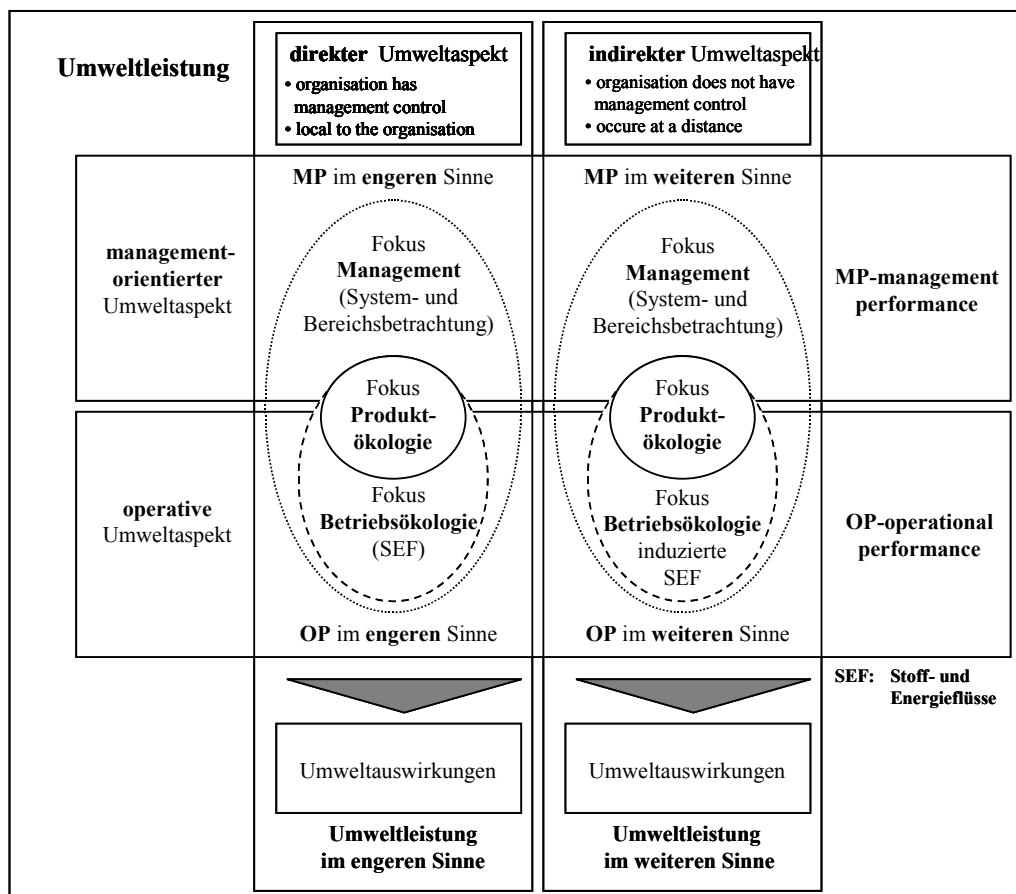 Umweltleistung
direkter Umweltaspekt
• organisation has
management control
• local to the organisation
indirekter Umweltaspekt
• organisation does not have
management control
• occure at a distance
MP im engeren Sinne
MP im weiteren Sinne
management-
orientierter
Umweltaspekt
Fokus
Management
(System- und
Bereichsbetrachtung)
Fokus
Management
(System- und
Bereichsbetrachtung)
MP-management
performance
Fokus
Produkt-
ökologie
Fokus
Produkt-
ökologie
operative
Umweltaspekt
Fokus
Betriebsökologie
(SEF)
Fokus
Betriebsökologie
induzierte
SEF
OP-operational
performance
OP im engeren Sinne
OP im weiteren Sinne
SEF: Stoff- und
Energieflüsse
Umweltauswirkungen
Umweltauswirkungen
Umweltleistung
im engeren Sinne
Umweltleistung
im weiteren Sinne